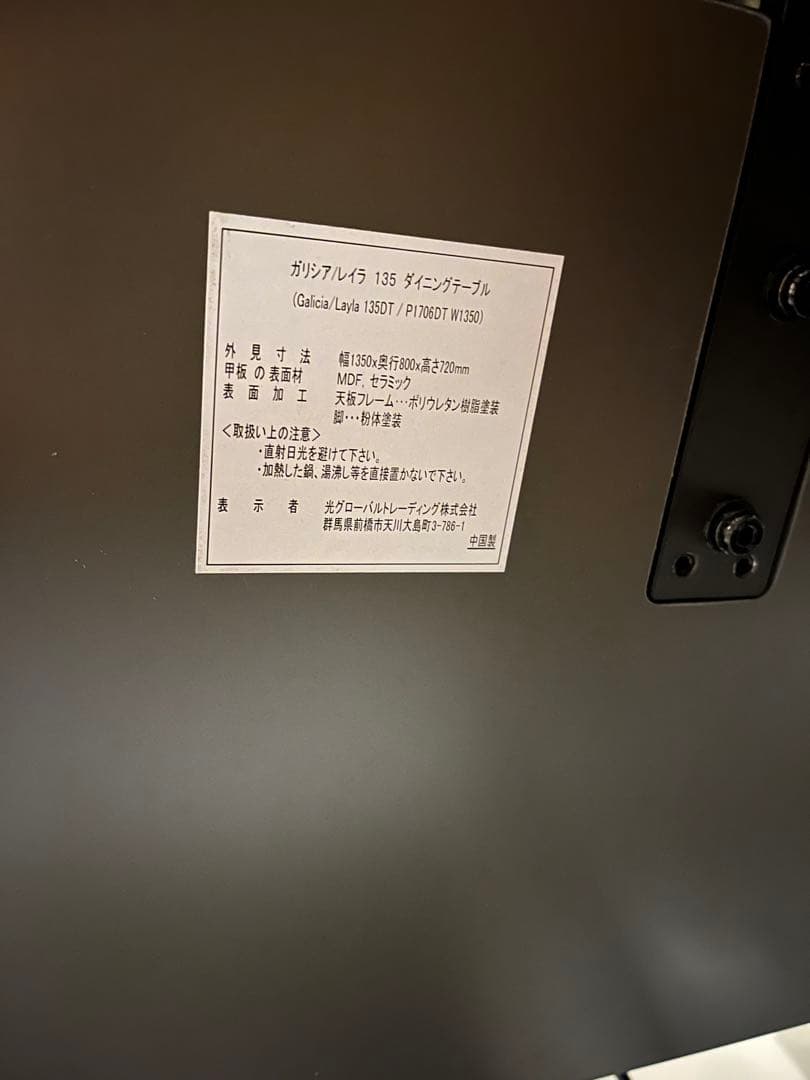 ガリシア/レイラ 135 ダイニングテーブル
(Galicia/Layla 135DT / P1706DT W1350)
外見寸法 幅1350x奥行800x高さ720mm
甲板の表面材 MDF, セラミック
表面加工 天板フレーム…ポリウレタン樹脂塗装
脚･･･粉体塗装
<取扱い上の注意>
・直射日光を避けて下さい。
・加熱した鍋、湯沸し等を直接置かないで下さい。
表示者 光グローバルトレーディング株式会社
群馬県前橋市天川大島町3-786-1
中国製